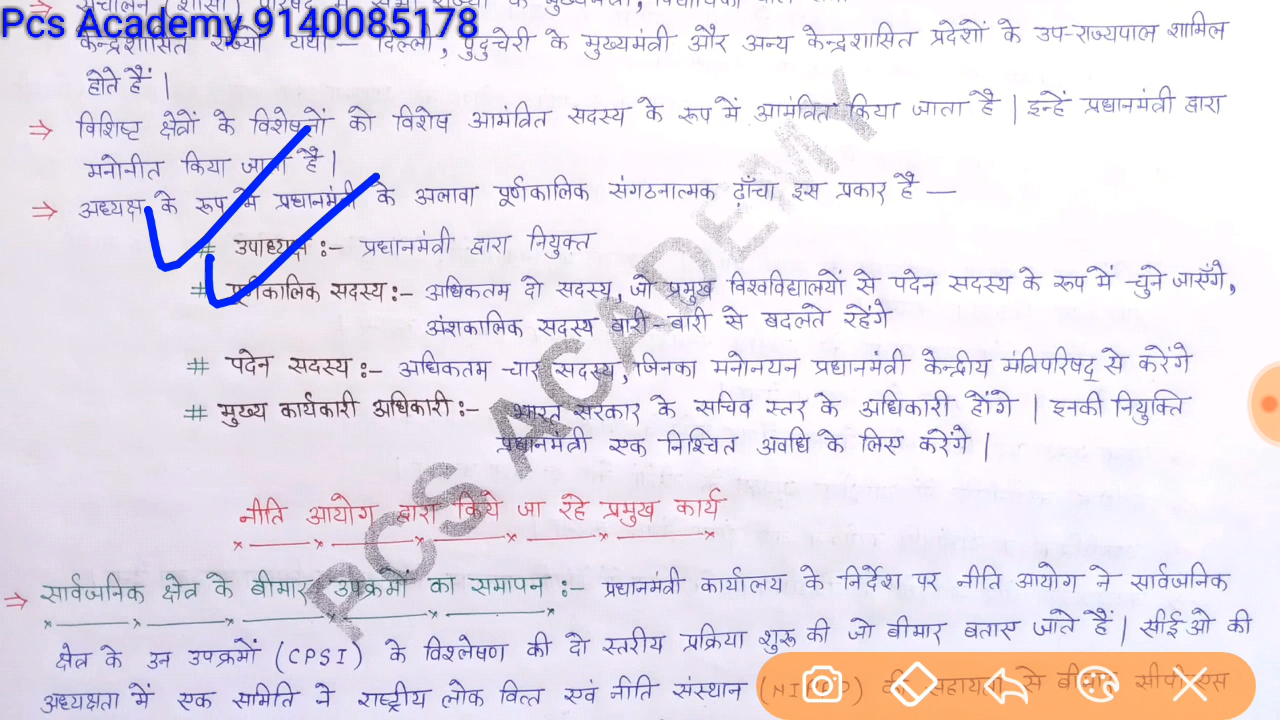 Pcs Academy 9140085178
केन्द्रशासित राज्यों यथा — दिल्ली, पुदुचेरी के मुख्यमंत्री और अन्य केन्द्रशासित प्रदेशों के उप-राज्यपाल शामिल
होते हैं |
⇒ विशिष्ट क्षेत्रों के विशेषज्ञों को विशेष आमंत्रित सदस्य के रूप में आमंत्रित किया जाता है | इन्हें प्रधानमंत्री द्वारा
मनोनीत किया जाता है |
⇒ अध्यक्ष के रूप में प्रधानमंत्री के अलावा पूर्णकालिक संगठनात्मक ढ़ाँचा इस प्रकार है —
# उपाध्यक्ष :- प्रधानमंत्री द्वारा नियुक्त
# पूर्णकालिक सदस्य :- अधिकतम दो सदस्य, जो प्रमुख विश्वविद्यालयों से पदेन सदस्य के रूप में चुने जाएँगे,
अंशकालिक सदस्य बारी-बारी से बदलते रहेंगे
# पदेन सदस्य :- अधिकतम चार सदस्य, जिनका मनोनयन प्रधानमंत्री केन्द्रीय मंत्रिपरिषद् से करेंगे
# मुख्य कार्यकारी अधिकारी :- भारत सरकार के सचिव स्तर के अधिकारी होंगे | इनकी नियुक्ति
प्रधानमंत्री एक निश्चित अवधि के लिए करेंगे |
PCS ACADEMY
नीति आयोग द्वारा किये जा रहे प्रमुख कार्य
⇒ सार्वजनिक क्षेत्र के बीमार उपक्रमों का समापन :- प्रधानमंत्री कार्यालय के निर्देश पर नीति आयोग ने सार्वजनिक
क्षेत्र के उन उपक्रमों (CPSI) के विश्लेषण की दो स्तरीय प्रक्रिया शुरू की जो बीमार बताए जाते हैं | सीईओ की
अध्यक्षता में एक समिति ने राष्ट्रीय लोक वित्त एवं नीति संस्थान से